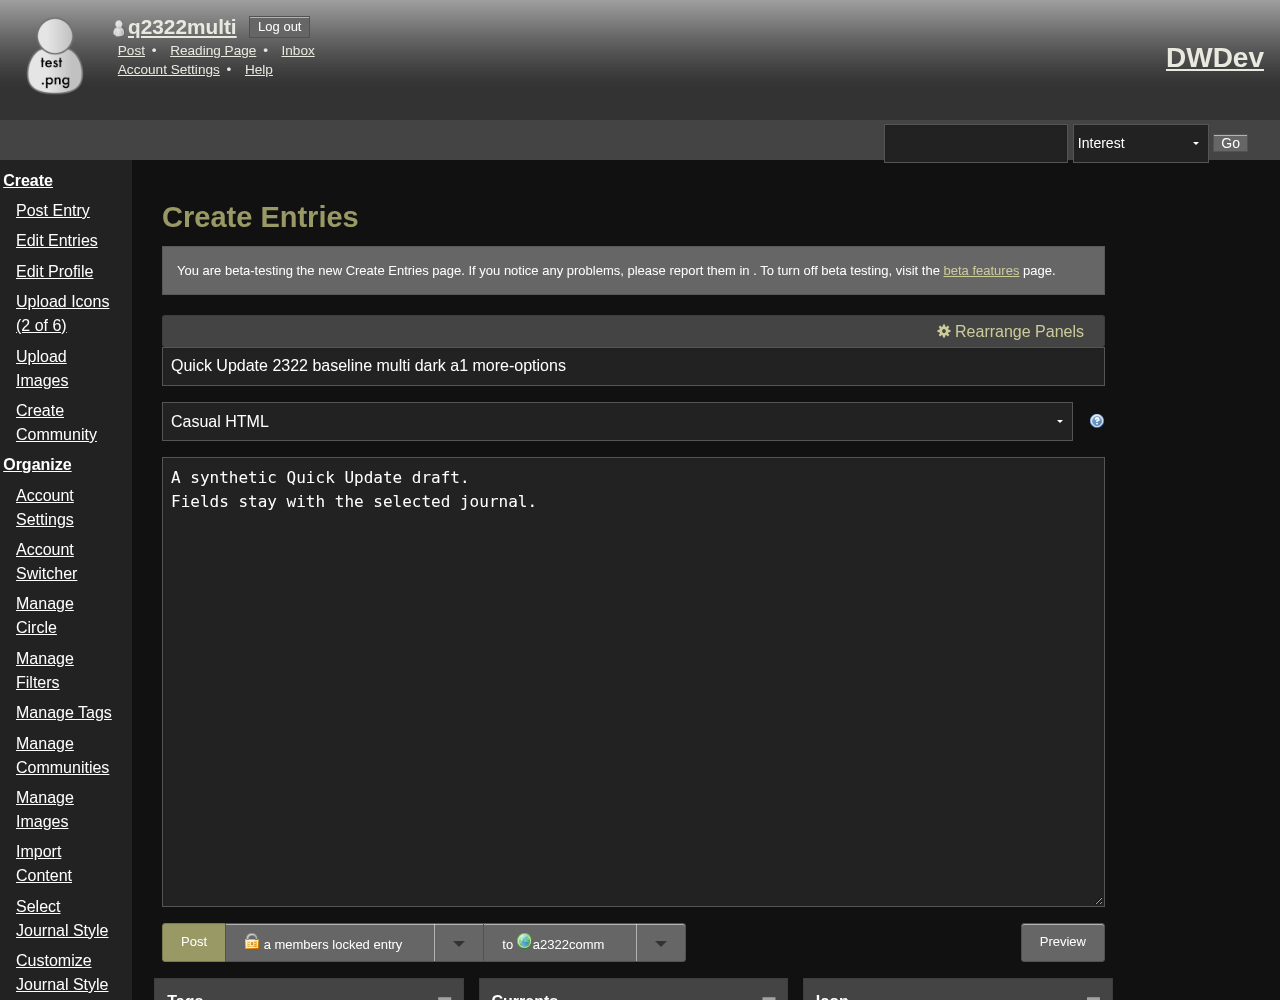 q2322multi Log out
Post • Reading Page • Inbox
Account Settings • Help
test
.png
DWDev
Interest Go
Create
Post Entry
Edit Entries
Edit Profile
Upload Icons
(2 of 6)
Upload
Images
Create
Community
Organize
Account
Settings
Account
Switcher
Manage
Circle
Manage
Filters
Manage Tags
Manage
Communities
Manage
Images
Import
Content
Select
Journal Style
Customize
Journal Style
Create Entries
You are beta-testing the new Create Entries page. If you notice any problems, please report them in . To turn off beta testing, visit the beta features page.
Rearrange Panels
Quick Update 2322 baseline multi dark a1 more-options
Casual HTML
A synthetic Quick Update draft.
Fields stay with the selected journal.
Post a members locked entry to a2322comm Preview
Tags Currents Icon